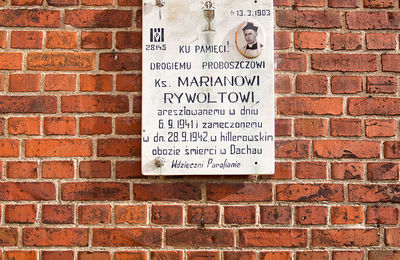 13.3.1903
28145
KU PAMIĘCI!
DROGIEMU PROBOSZCZOWI
Ks. MARIANOWI
RYWOLTOWI,
aresztowanemu w dniu
6.9.1941 i zamęczonemu
w dn. 28.9.1942 w hitlerowskim
obozie śmierci w Dachau
Wdzięczni Parafianie